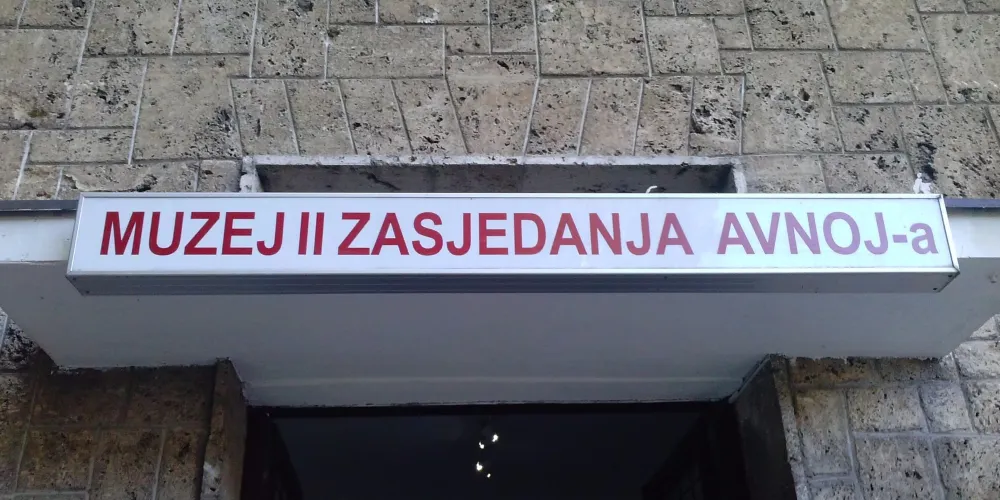 MUZEJ II ZASJEDANJA AVNOJ-a